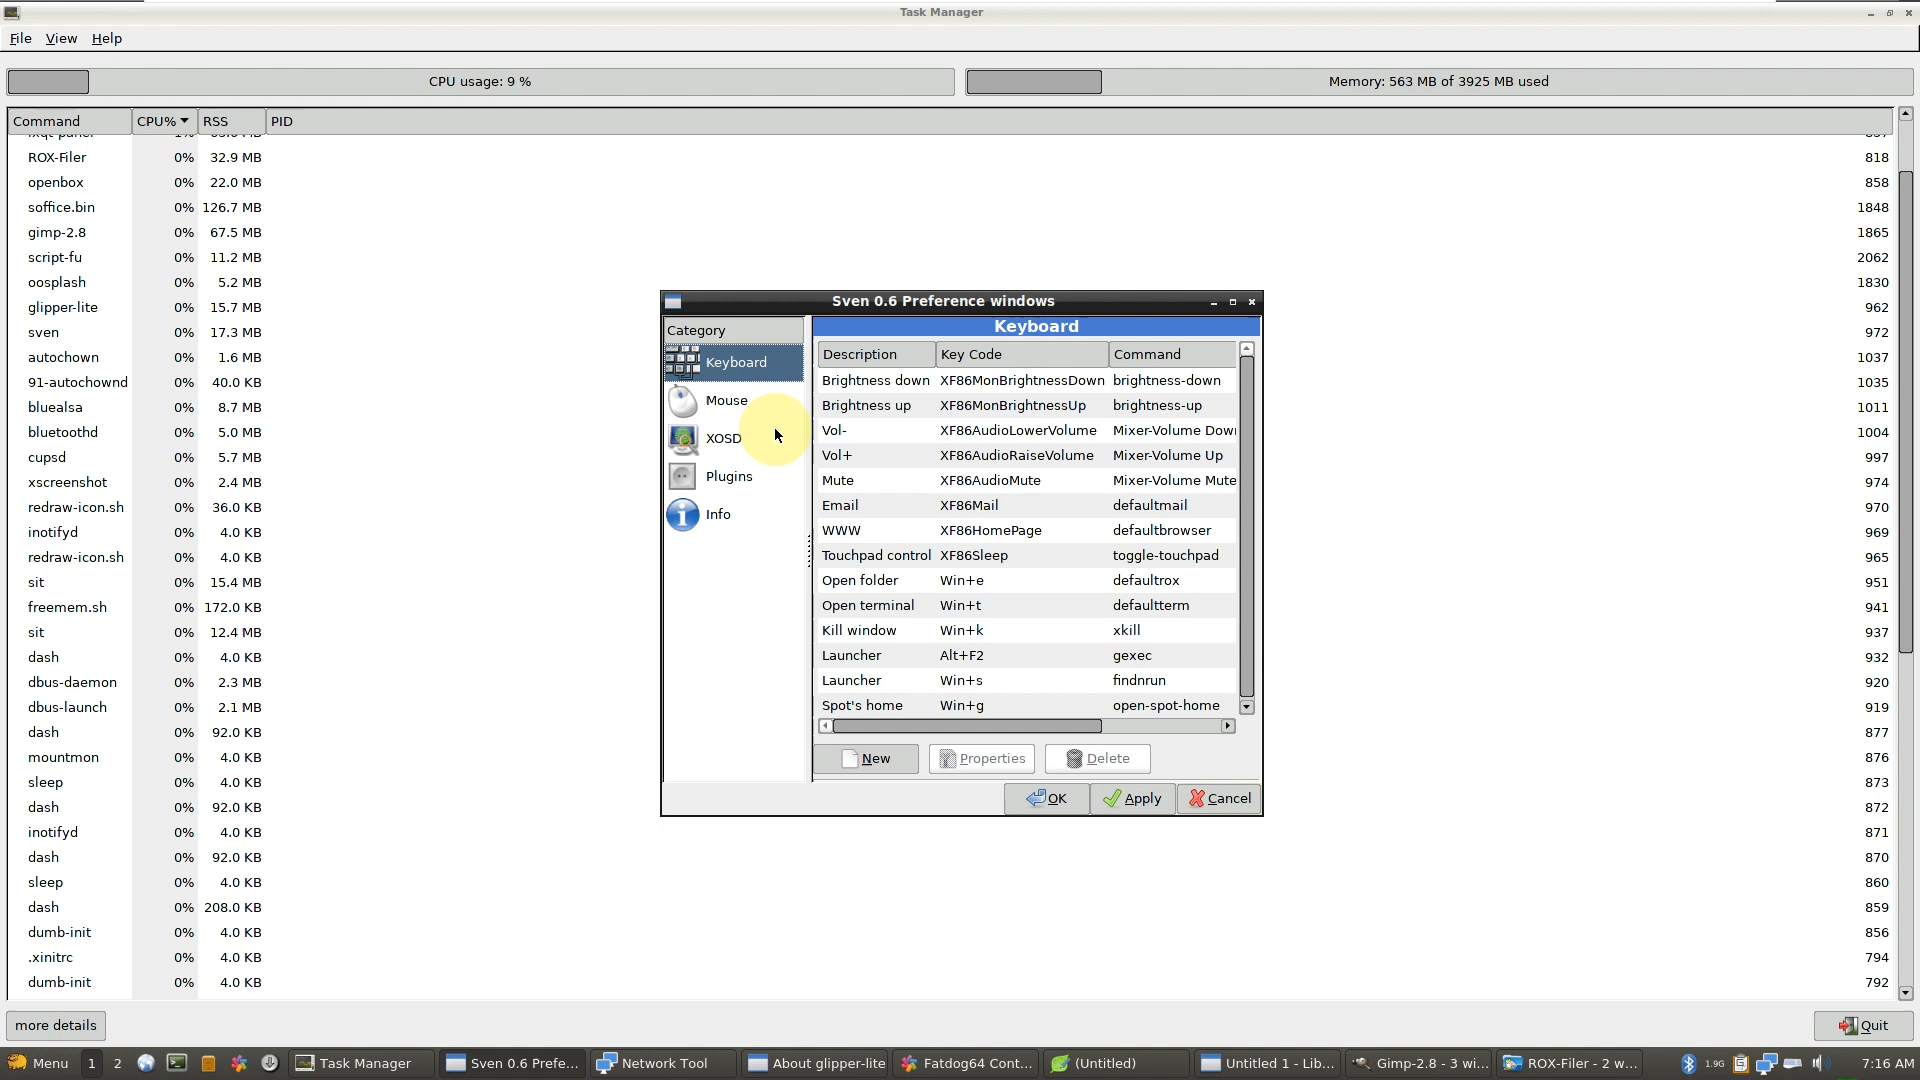 Task Manager
File View Help
CPU usage: 9 %
Memory: 563 MB of 3925 MB used
Command CPU% RSS PID
ROX-Filer 0% 32.9 MB 818
openbox 0% 22.0 MB 858
soffice.bin 0% 126.7 MB 1848
gimp-2.8 0% 67.5 MB 1865
script-fu 0% 11.2 MB 2062
oosplash 0% 5.2 MB 1830
glipper-lite 0% 15.7 MB 962
sven 0% 17.3 MB 972
autochown 0% 1.6 MB 1037
91-autochownd 0% 40.0 KB 1035
bluealsa 0% 8.7 MB 1011
bluetoothd 0% 5.0 MB 1004
cupsd 0% 5.7 MB 997
xscreenshot 0% 2.4 MB 974
redraw-icon.sh 0% 36.0 KB 970
inotifyd 0% 4.0 KB 969
redraw-icon.sh 0% 4.0 KB 965
sit 0% 15.4 MB 951
freemem.sh 0% 172.0 KB 941
sit 0% 12.4 MB 937
dash 0% 4.0 KB 932
dbus-daemon 0% 2.3 MB 920
dbus-launch 0% 2.1 MB 919
dash 0% 92.0 KB 877
mountmon 0% 4.0 KB 876
sleep 0% 4.0 KB 873
dash 0% 92.0 KB 872
inotifyd 0% 4.0 KB 871
dash 0% 92.0 KB 870
sleep 0% 4.0 KB 860
dash 0% 208.0 KB 859
dumb-init 0% 4.0 KB 856
.xinitrc 0% 4.0 KB 794
dumb-init 0% 4.0 KB 792
Sven 0.6 Preference windows
Category
Keyboard
Mouse
XOSD
Plugins
Info
Keyboard
Description Key Code Command
Brightness down XF86MonBrightnessDown brightness-down
Brightness up XF86MonBrightnessUp brightness-up
Vol- XF86AudioLowerVolume Mixer-Volume Down
Vol+ XF86AudioRaiseVolume Mixer-Volume Up
Mute XF86AudioMute Mixer-Volume Mute
Email XF86Mail defaultmail
WWW XF86HomePage defaultbrowser
Touchpad control XF86Sleep toggle-touchpad
Open folder Win+e defaultrox
Open terminal Win+t defaultterm
Kill window Win+k xkill
Launcher Alt+F2 gexec
Launcher Win+s findnrun
Spot's home Win+g open-spot-home
New Properties Delete
OK Apply Cancel
more details
Quit
Menu 1 2 Task Manager Sven 0.6 Prefe... Network Tool About glipper-lite Fatdog64 Cont... (Untitled) Untitled 1 - Lib... Gimp-2.8 - 3 wi... ROX-Filer - 2 w... 1.9G 7:16 AM